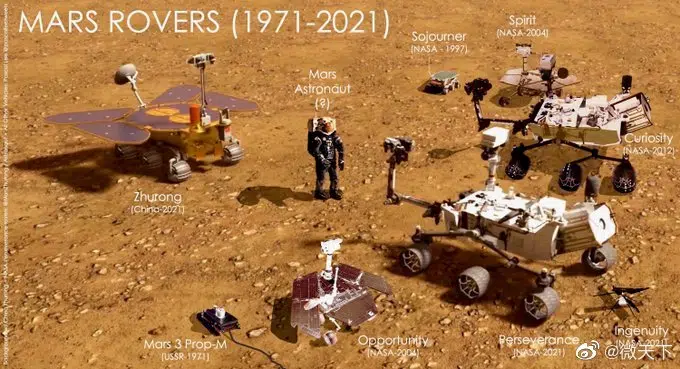 MARS ROVERS (1971-2021)
Sojourner
(NASA - 1997)
Spirit
(NASA-2004)
Mars
Astronaut
(?)
Curiosity
(NASA-2012)
Zhurong
(China-2021)
Mars 3 Prop-M
(USSR-1971)
Opportunity
(NASA-2004)
Perseverance
(NASA-2021)
Ingenuity
(NASA-2021)
@微天下